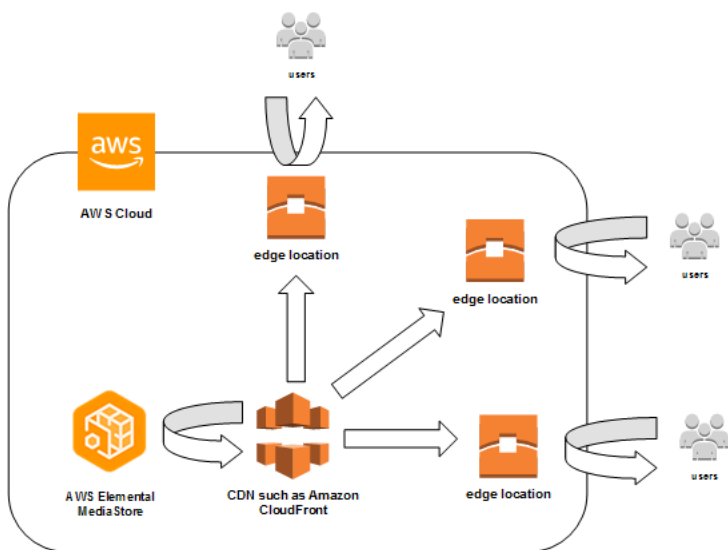 users
aws
AWS Cloud
edge location
users
edge location
users
edge location
AWS Elemental
MediaStore
CDN such as Amazon
CloudFront